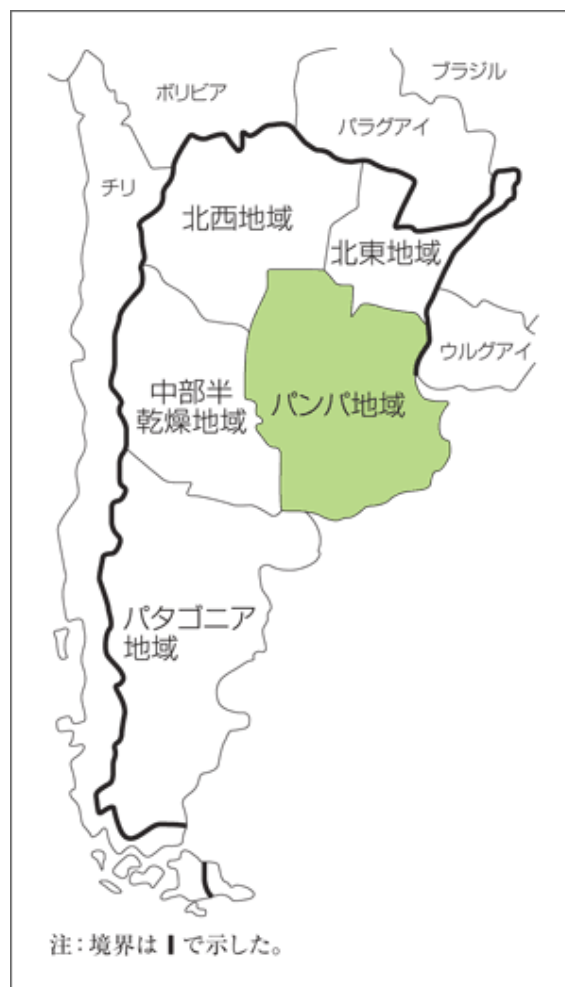 ブラジル
ボリビア
パラグアイ
チリ
北西地域
北東地域
ウルグアイ
中部半
乾燥地域
パンパ地域
パタゴニア
地域
注：境界は ┃ で示した。